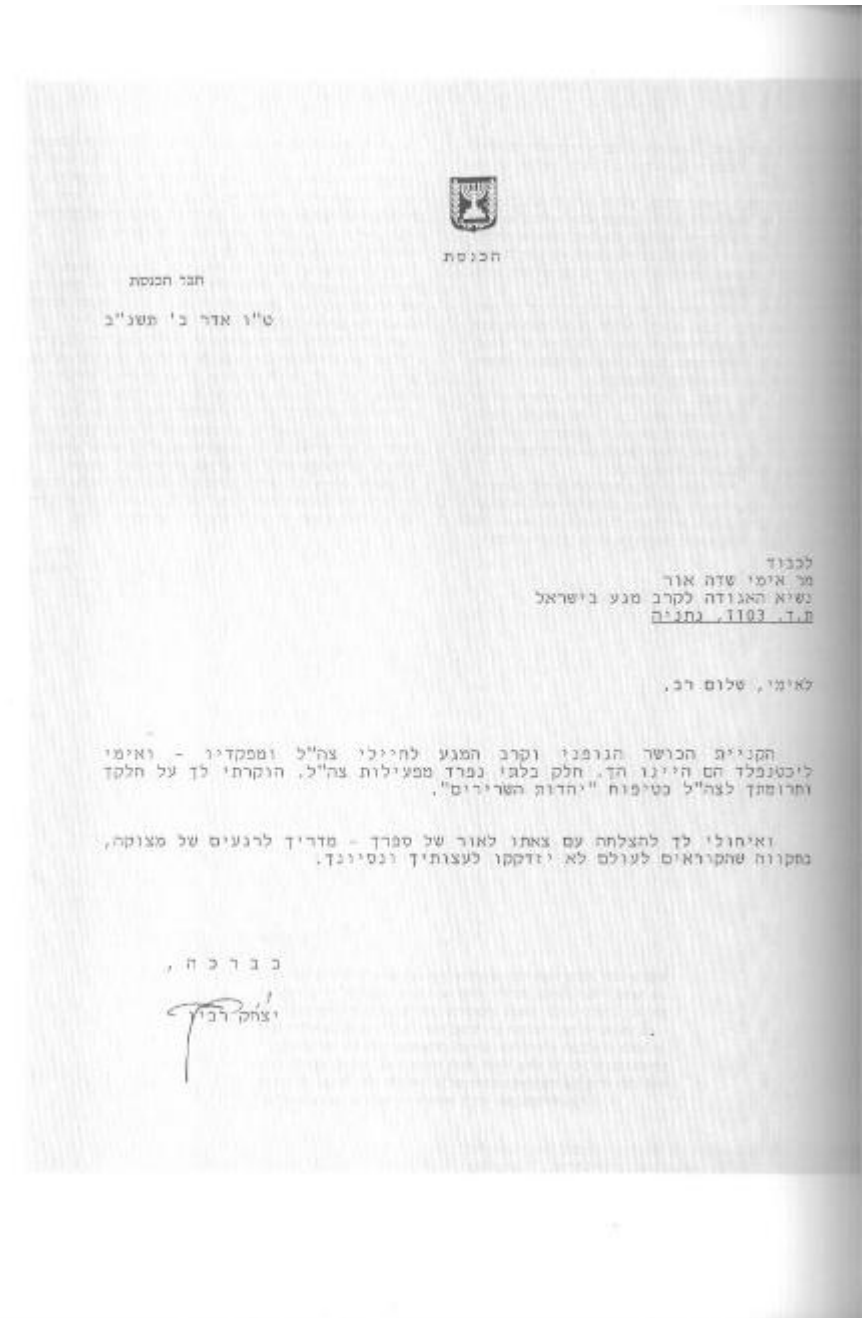 הכנסת
חבר הכנסת
ט"ו אדר ב' תשנ"ב
לכבוד
מר אימי שדה אור
נשיא האגודה לקרב מגע בישראל
ת.ד. 1103, נתניה
לאימי, שלום רב,
הקניית הכושר הגופני וקרב המגע לחיילי צה"ל ומפקדיו - ואימי
ליכטנפלד הם היינו הך. חלק בלתי נפרד מפעילות צה"ל. הוקרתי לך על חלקך
ותרומתך לצה"ל בטיפוח "יהדות השרירים".
ואיחולי לך להצלחה עם צאתו לאור של ספרך - מדריך לרגעים של מצוקה,
בתקווה שהקוראים לעולם לא יזדקקו לעצותיך ונסיונך.
ב ב ר כ ה ,
יצחק רבין